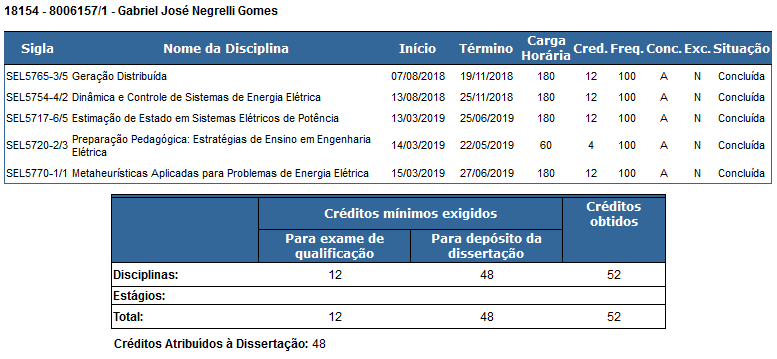 18154 - 8006157/1 - Gabriel José Negrelli Gomes
Sigla Nome da Disciplina Início Término Carga Horária Cred. Freq. Conc. Exc. Situação
SEL5765-3/5 Geração Distribuída 07/08/2018 19/11/2018 180 12 100 A N Concluída
SEL5754-4/2 Dinâmica e Controle de Sistemas de Energia Elétrica 13/08/2018 25/11/2018 180 12 100 A N Concluída
SEL5717-6/5 Estimação de Estado em Sistemas Elétricos de Potência 13/03/2019 25/06/2019 180 12 100 A N Concluída
SEL5720-2/3 Preparação Pedagógica: Estratégias de Ensino em Engenharia
Elétrica 14/03/2019 22/05/2019 60 4 100 A N Concluída
SEL5770-1/1 Metaheurísticas Aplicadas para Problemas de Energia Elétrica 15/03/2019 27/06/2019 180 12 100 A N Concluída
Créditos mínimos exigidos Créditos obtidos
Para exame de qualificação Para depósito da dissertação
Disciplinas: 12 48 52
Estágios:
Total: 12 48 52
Créditos Atribuídos à Dissertação: 48